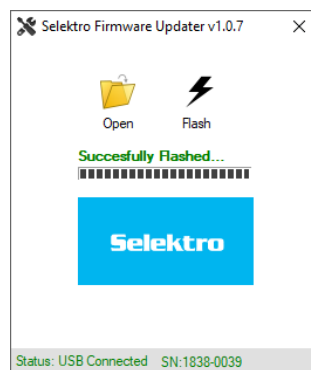 Selektro Firmware Updater v1.0.7
Open Flash
Succesfully Flashed...
Selektro
Status: USB Connected SN:1838-0039